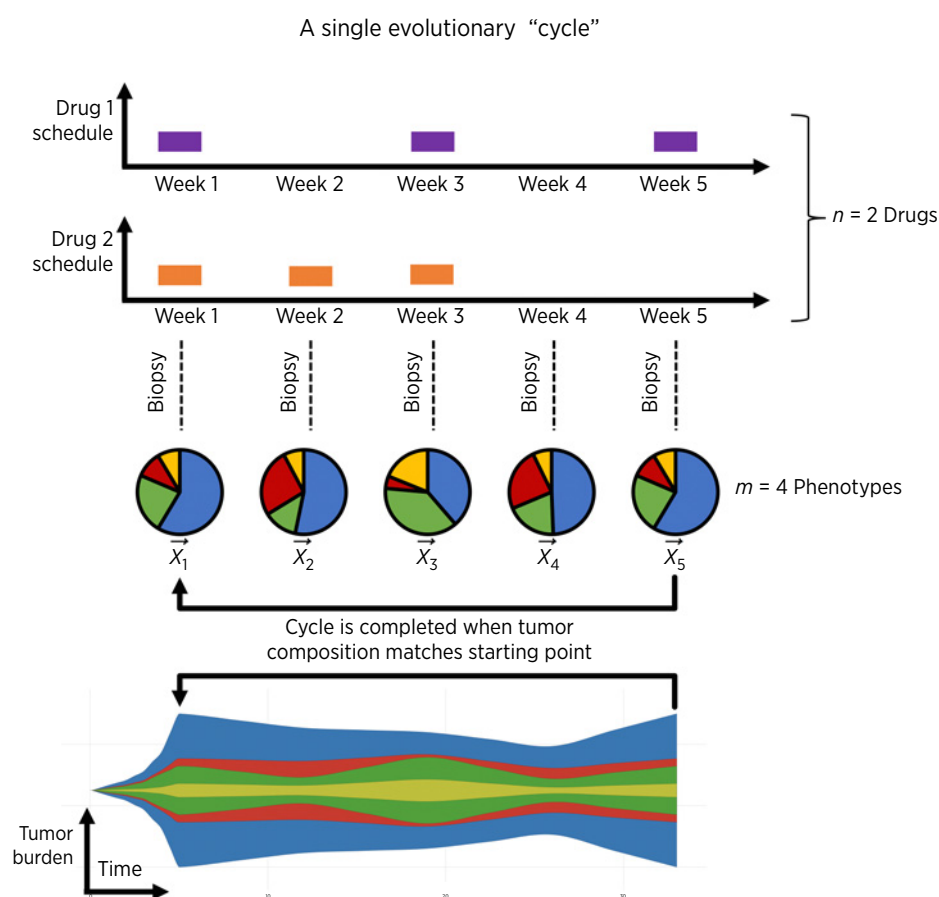 A single evolutionary “cycle”
Drug 1
schedule
Week 1 Week 2 Week 3 Week 4 Week 5
n = 2 Drugs
Drug 2
schedule
Week 1 Week 2 Week 3 Week 4 Week 5
Biopsy Biopsy Biopsy Biopsy Biopsy
m = 4 Phenotypes
X1 X2 X3 X4 X5
Cycle is completed when tumor
composition matches starting point
Tumor
burden
Time